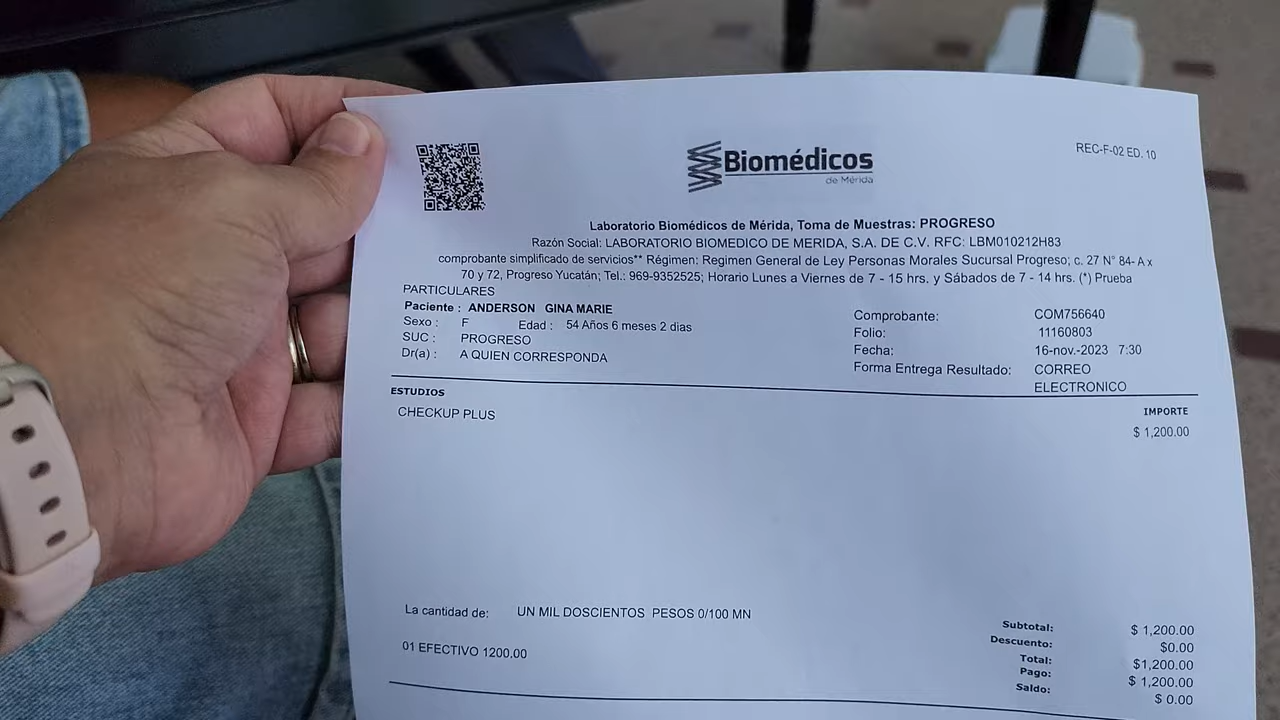 Biomédicos
de Mérida
REC-F-02 ED. 10
Laboratorio Biomédicos de Mérida, Toma de Muestras: PROGRESO
Razón Social: LABORATORIO BIOMEDICO DE MERIDA, S.A. DE C.V. RFC: LBM010212H83
comprobante simplificado de servicios** Régimen: Regimen General de Ley Personas Morales Sucursal Progreso; c. 27 N° 84- A x
70 y 72, Progreso Yucatán; Tel.: 969-9352525; Horario Lunes a Viernes de 7 - 15 hrs. y Sábados de 7 - 14 hrs. (*) Prueba
PARTICULARES
Paciente : ANDERSON GINA MARIE
Sexo : F Edad : 54 Años 6 meses 2 dias
SUC : PROGRESO
Dr(a) : A QUIEN CORRESPONDA
Comprobante: COM756640
Folio: 11160803
Fecha: 16-nov.-2023 7:30
Forma Entrega Resultado: CORREO
ELECTRONICO
ESTUDIOS IMPORTE
CHECKUP PLUS $ 1,200.00
La cantidad de: UN MIL DOSCIENTOS PESOS 0/100 MN
01 EFECTIVO 1200.00
Subtotal: $ 1,200.00
Descuento: $0.00
Total: $1,200.00
Pago: $ 1,200.00
Saldo: $ 0.00